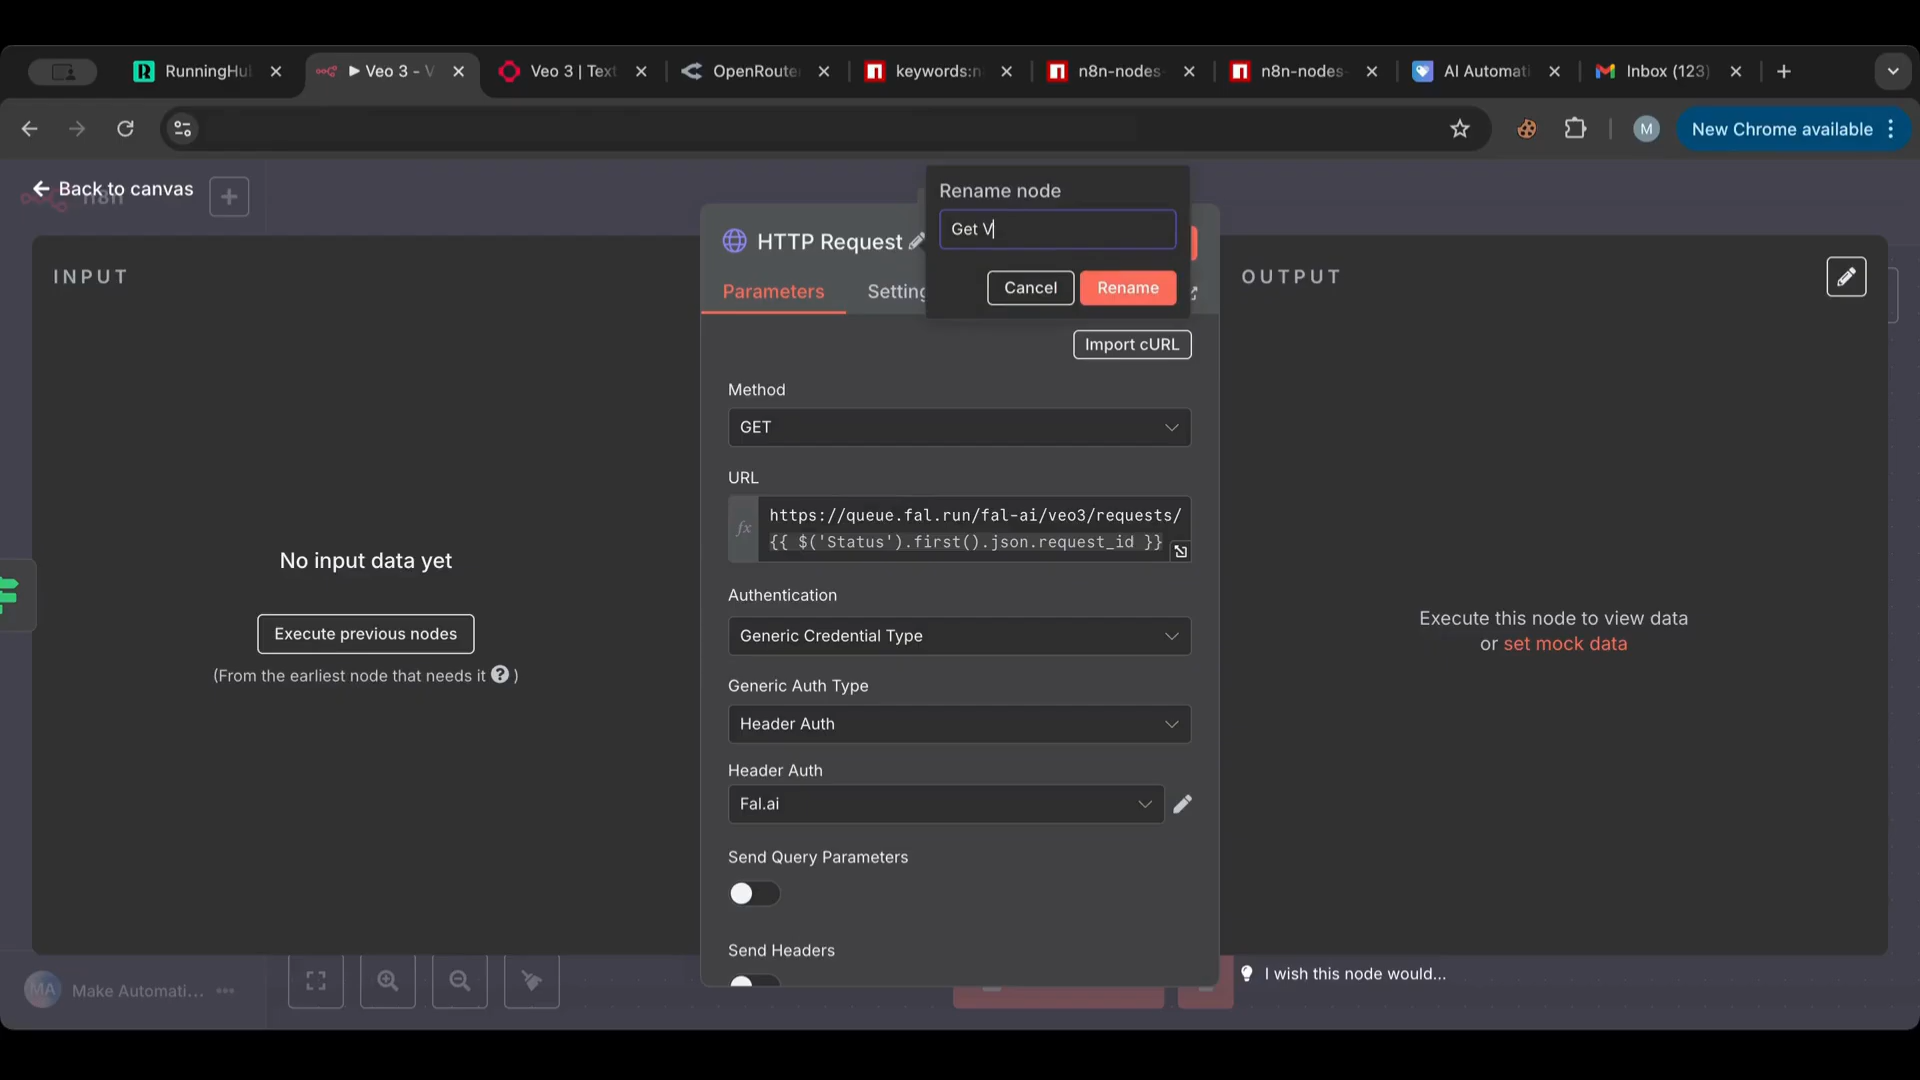 RunningHu
Veo 3 - V
Veo 3 | Text
OpenRoute
keywords:n
n8n-nodes-
n8n-nodes-
AI Automati
Inbox (123)
M
New Chrome available
Back to canvas
n8n
Rename node
Get V
Cancel
Rename
HTTP Request
Parameters
Setting
INPUT
OUTPUT
Import cURL
Method
GET
URL
fx
https://queue.fal.run/fal-ai/veo3/requests/
{{ $('Status').first().json.request_id }}
No input data yet
Execute previous nodes
(From the earliest node that needs it ? )
Execute this node to view data
or set mock data
Authentication
Generic Credential Type
Generic Auth Type
Header Auth
Header Auth
Fal.ai
Send Query Parameters
Send Headers
I wish this node would...
MA
Make Automati...